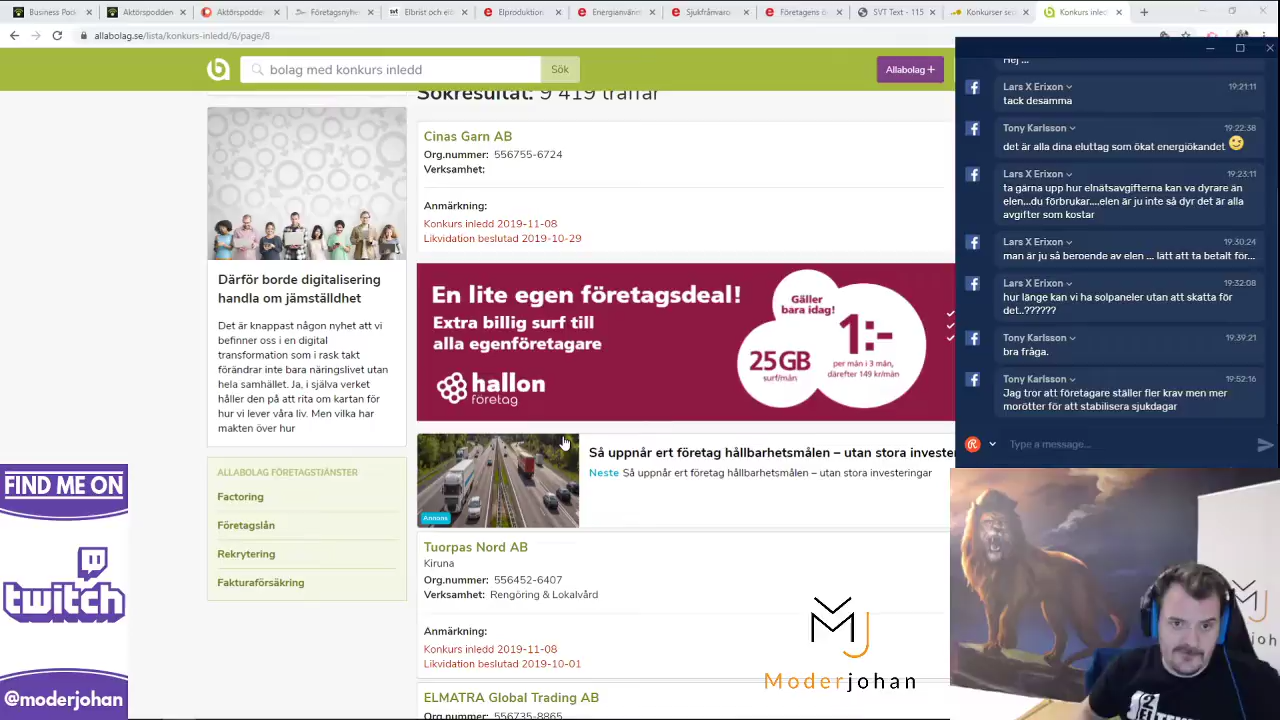 Business Pod
Aktörspodden
Aktörspodden
Företagsnyhe
svt Elbrist och elb
Elproduktion
Energianvänt
Sjukfrånvaro
Företagens ö
SVT Text - 115
Konkurser se
Konkurs inled
allabolag.se/lista/konkurs-inledd/6/page/8
bolag med konkurs inledd
Sök
Allabolag+
Sökresultat: 9 419 träffar
Därför borde digitalisering
handla om jämställdhet
Det är knappast någon nyhet att vi
befinner oss i en digital
transformation som i rask takt
förändrar inte bara näringslivet utan
hela samhället. Ja, i själva verket
håller den på att rita om kartan för
hur vi lever våra liv. Men vilka har
makten över hur
ALLABOLAG FÖRETAGSTJÄNSTER
Factoring
Företagslån
Rekrytering
Fakturaförsäkring
Cinas Garn AB
Org.nummer: 556755-6724
Verksamhet:
Anmärkning:
Konkurs inledd 2019-11-08
Likvidation beslutad 2019-10-29
En lite egen företagsdeal!
Extra billig surf till
alla egenföretagare
hallon
företag
Gäller
bara idag!
25GB
surf/mån
1:-
per mån i 3 mån,
därefter 149 kr/mån
Annons
Så uppnår ert företag hållbarhetsmålen – utan stora investe
Neste Så uppnår ert företag hållbarhetsmålen – utan stora investeringar
Tuorpas Nord AB
Kiruna
Org.nummer: 556452-6407
Verksamhet: Rengöring & Lokalvård
Anmärkning:
Konkurs inledd 2019-11-08
Likvidation beslutad 2019-10-01
ELMATRA Global Trading AB
Org.nummer: 556735-8865
Hej ...
Lars X Erixon 19:21:11
tack desamma
Tony Karlsson 19:22:38
det är alla dina eluttag som ökat energiökandet
Lars X Erixon 19:23:11
ta gärna upp hur elnätsavgifterna kan va dyrare än
elen,..du förbrukar....elen är ju inte så dyr det är alla
avgifter som kostar
Lars X Erixon 19:30:24
man är ju så beroende av elen ... lätt att ta betalt för...
Lars X Erixon 19:32:08
hur länge kan vi ha solpaneler utan att skatta för
det..??????
Tony Karlsson 19:39:21
bra fråga.
Tony Karlsson 19:52:16
Jag tror att företagare ställer fler krav men mer
morötter för att stabilisera sjukdagar
Type a message...
FIND ME ON
twitch
@moderjohan
MJ
Moderjohan